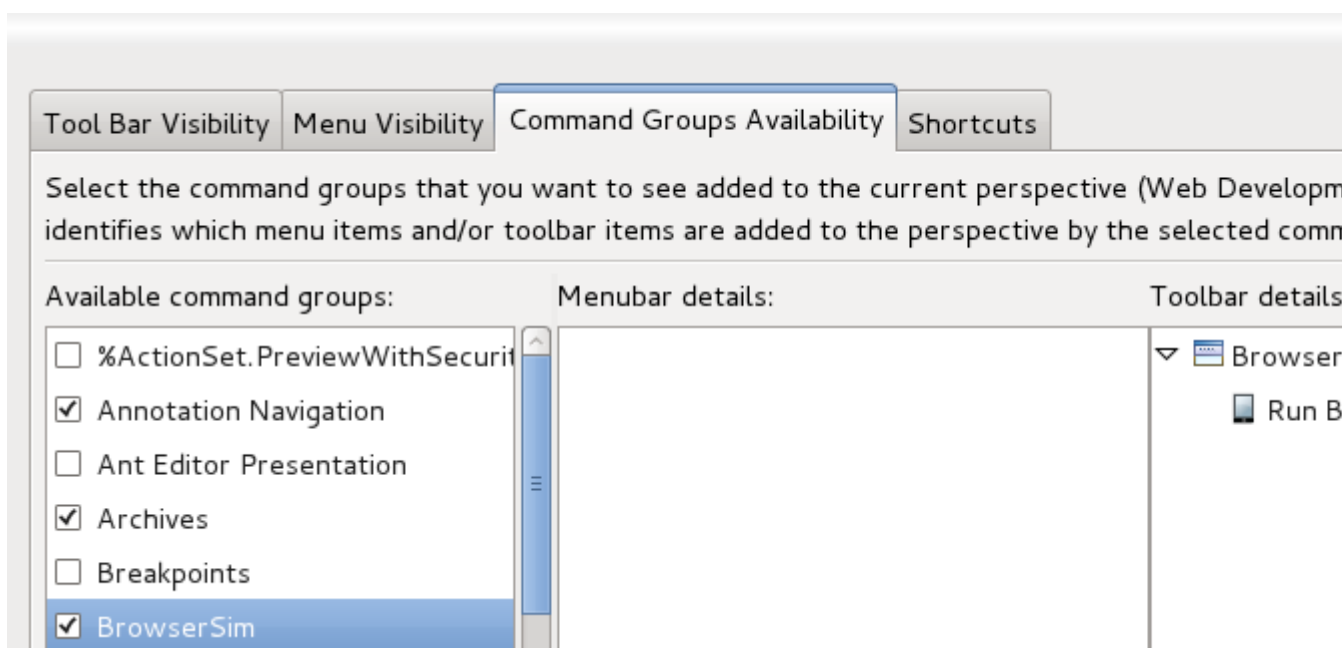 Tool Bar Visibility Menu Visibility Command Groups Availability Shortcuts
Select the command groups that you want to see added to the current perspective (Web Developm
identifies which menu items and/or toolbar items are added to the perspective by the selected comm
Available command groups: Menubar details: Toolbar details
%ActionSet.PreviewWithSecurit
Browser
Annotation Navigation
Run B
Ant Editor Presentation
Archives
Breakpoints
BrowserSim